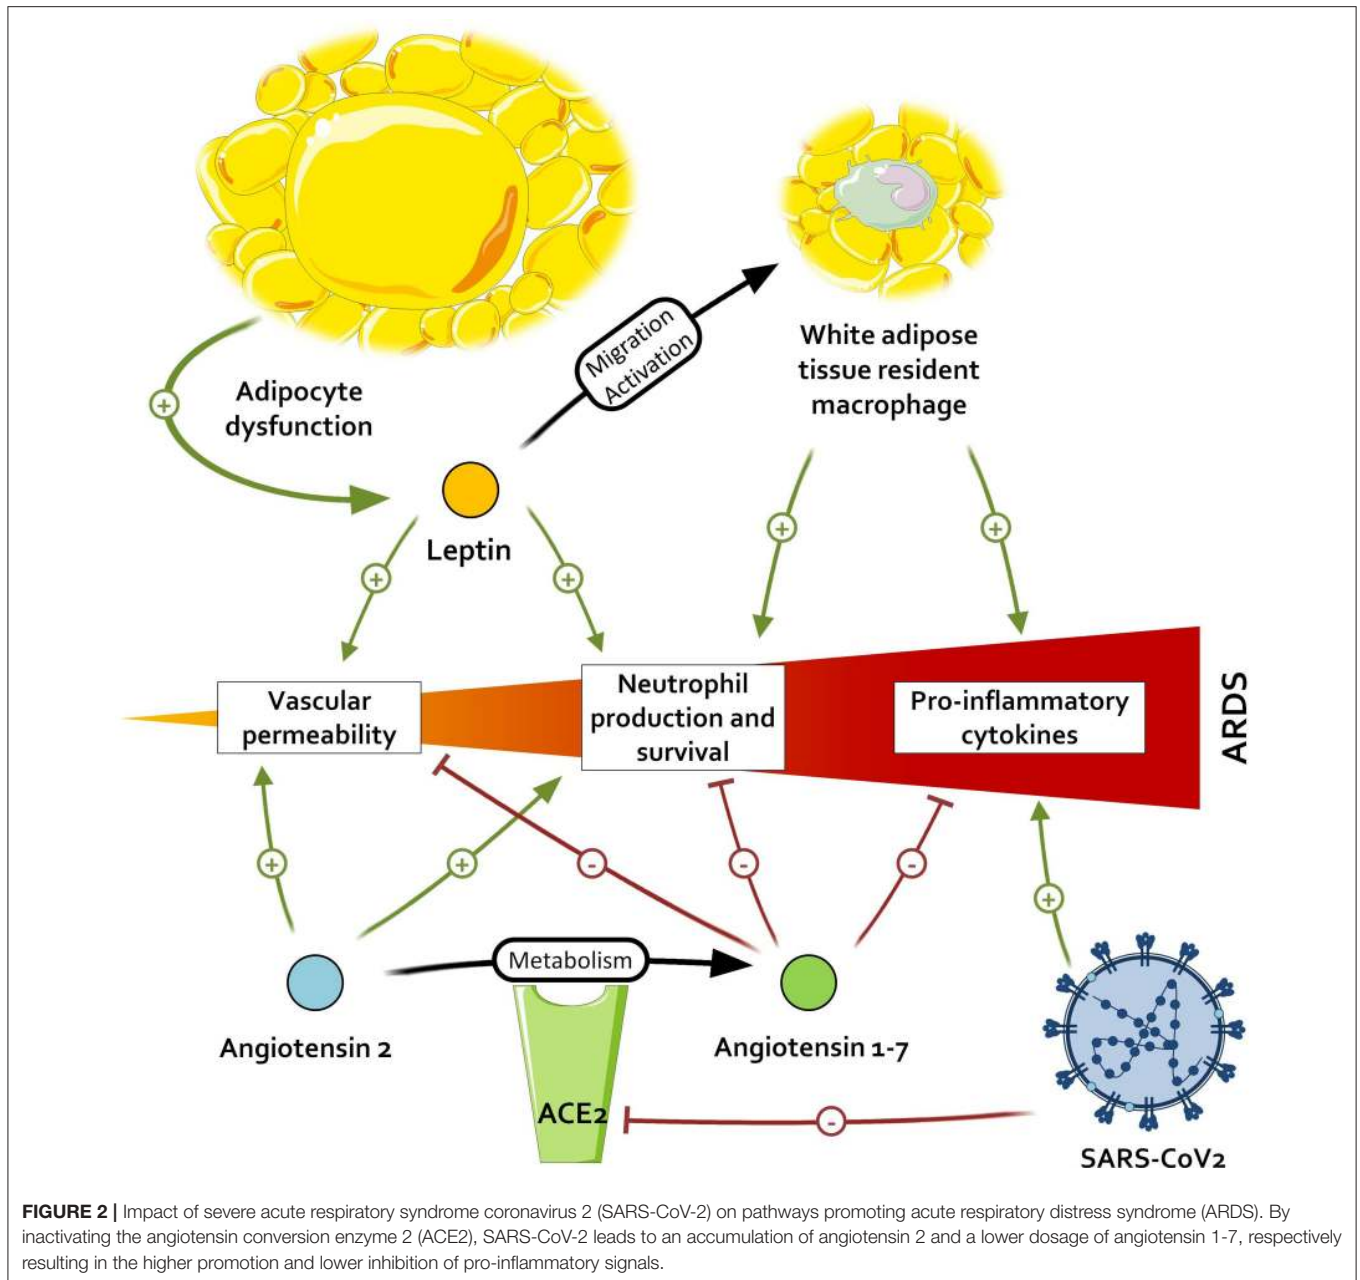 Adipocyte
dysfunction
Migration
Activation
White adipose
tissue resident
macrophage
+
+
+
Leptin
+
+
Vascular
permeability
Neutrophil
production and
survival
Pro-inflammatory
cytokines
ARDS
+
+
-
-
-
+
Metabolism
Angiotensin 2
Angiotensin 1-7
ACE2
-
SARS-CoV2
FIGURE 2 | Impact of severe acute respiratory syndrome coronavirus 2 (SARS-CoV-2) on pathways promoting acute respiratory distress syndrome (ARDS). By
inactivating the angiotensin conversion enzyme 2 (ACE2), SARS-CoV-2 leads to an accumulation of angiotensin 2 and a lower dosage of angiotensin 1-7, respectively
resulting in the higher promotion and lower inhibition of pro-inflammatory signals.